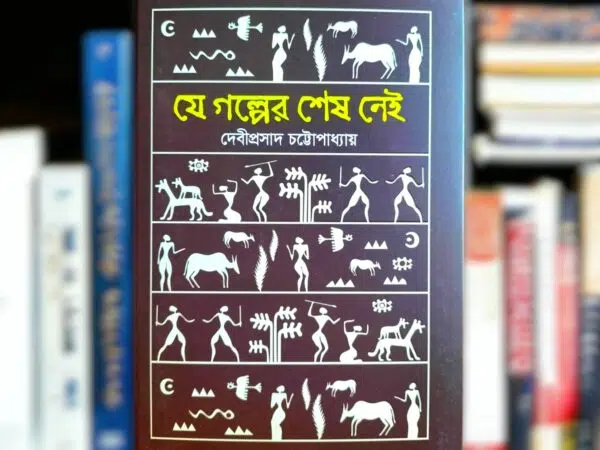 যে গল্পের শেষ নেই
দেবীপ্রসাদ চট্টোপাধ্যায়